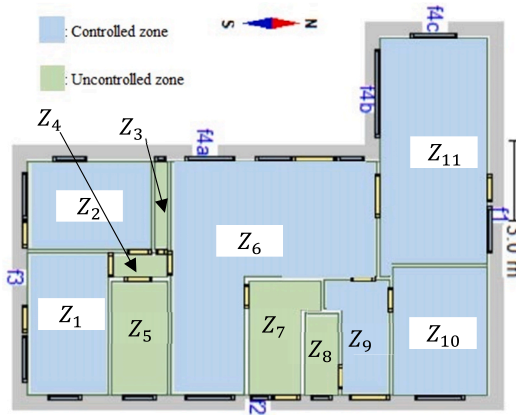 S N
: Controlled zone
: Uncontrolled zone
f4c
f4b
Z4
Z3
f4a
Z11
Z2
Z6
f1
3.0 m
f3
Z1
Z5
Z7
Z8
Z9
Z10
f2